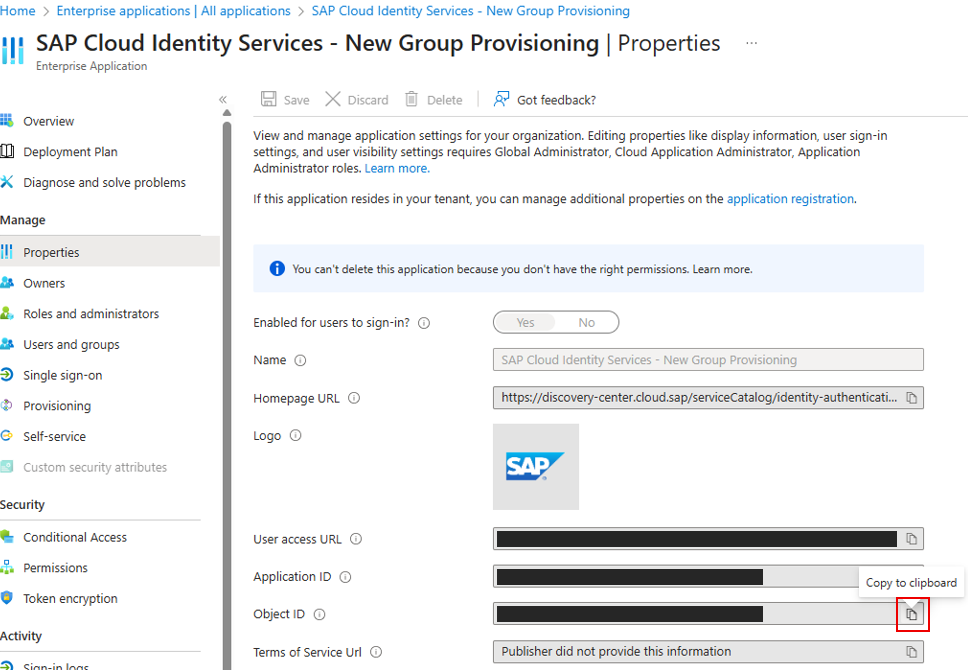 Home > Enterprise applications | All applications > SAP Cloud Identity Services - New Group Provisioning
SAP Cloud Identity Services - New Group Provisioning | Properties ...
Enterprise Application
«
Save Discard Delete Got feedback?
Overview
Deployment Plan
Diagnose and solve problems
Manage
Properties
Owners
Roles and administrators
Users and groups
Single sign-on
Provisioning
Self-service
Custom security attributes
Security
Conditional Access
Permissions
Token encryption
Activity
Sign-in logs
View and manage application settings for your organization. Editing properties like display information, user sign-in
settings, and user visibility settings requires Global Administrator, Cloud Application Administrator, Application
Administrator roles. Learn more.
If this application resides in your tenant, you can manage additional properties on the application registration.
You can't delete this application because you don't have the right permissions. Learn more.
Enabled for users to sign-in? Yes No
Name SAP Cloud Identity Services - New Group Provisioning
Homepage URL https://discovery-center.cloud.sap/serviceCatalog/identity-authenticati...
Logo SAP
User access URL
Application ID
Copy to clipboard
Object ID
Terms of Service Url Publisher did not provide this information